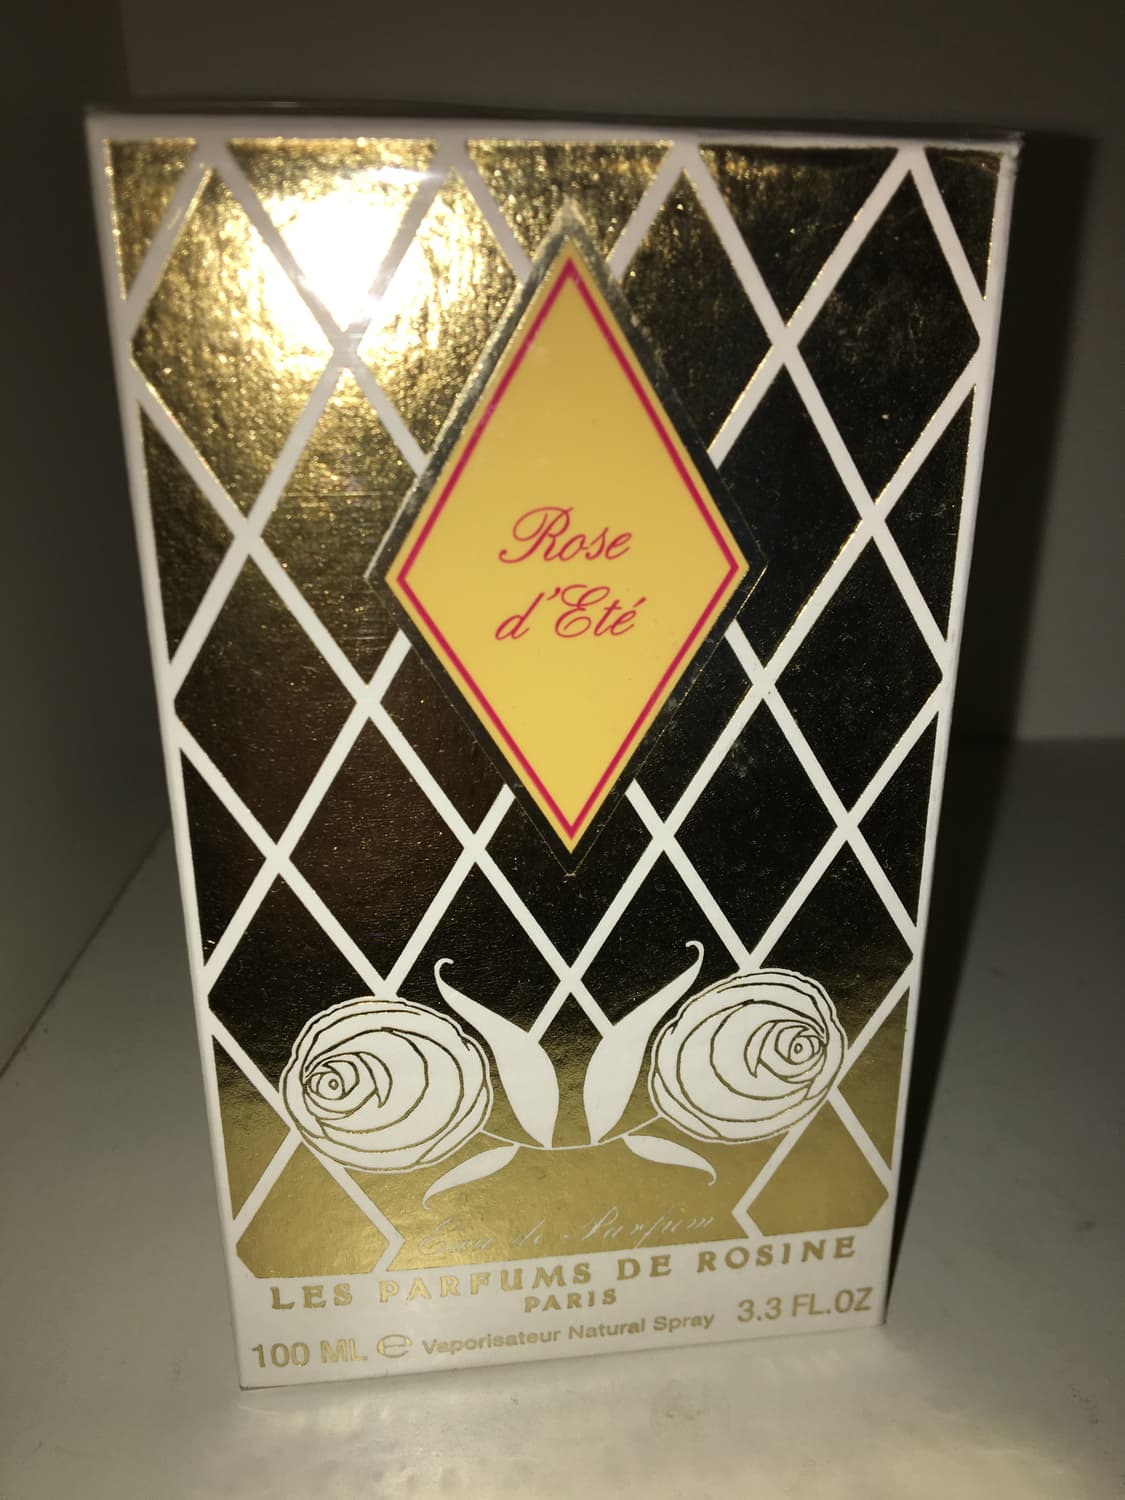 Rose
d'Eté
Eau de Parfum
LES PARFUMS DE ROSINE
PARIS
100 ML ℮ Vaporisateur Natural Spray 3.3 FL.OZ